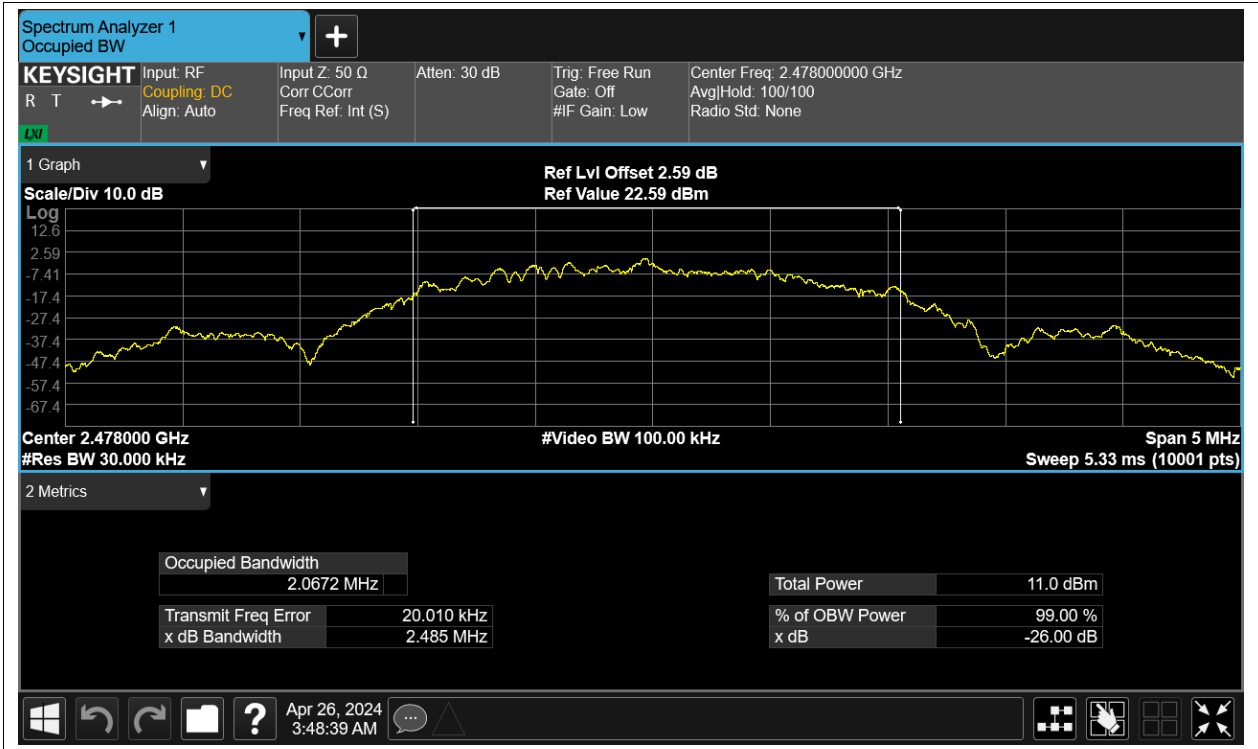 Spectrum Analyzer 1
Occupied BW
KEYSIGHT
R T
LXI
Input: RF
Coupling: DC
Align: Auto
Input Z: 50 Ω
Corr CCorr
Freq Ref: Int (S)
Atten: 30 dB
Trig: Free Run
Gate: Off
#IF Gain: Low
Center Freq: 2.478000000 GHz
Avg|Hold: 100/100
Radio Std: None
1 Graph
Scale/Div 10.0 dB
Ref Lvl Offset 2.59 dB
Ref Value 22.59 dBm
Log
12.6
2.59
-7.41
-17.4
-27.4
-37.4
-47.4
-57.4
-67.4
Center 2.478000 GHz
#Video BW 100.00 kHz
Span 5 MHz
#Res BW 30.000 kHz
Sweep 5.33 ms (10001 pts)
2 Metrics
Occupied Bandwidth
2.0672 MHz
Total Power 11.0 dBm
Transmit Freq Error 20.010 kHz
% of OBW Power 99.00 %
x dB Bandwidth 2.485 MHz
x dB -26.00 dB
?
Apr 26, 2024
3:48:39 AM